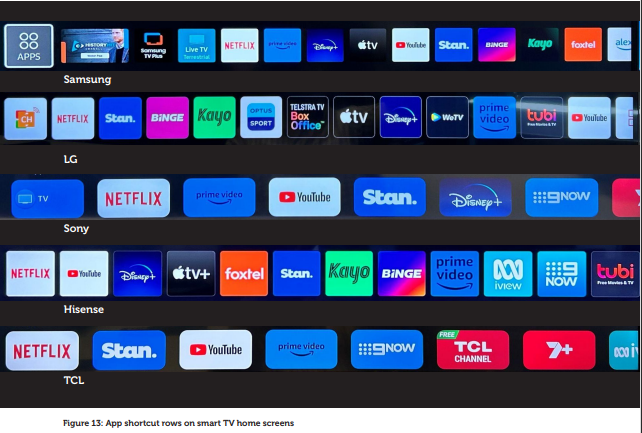 APPS HISTORY CHANNEL SAMSUNG TV Plus Live TV Terrestrial NETFLIX prime video Disney+ tv YouTube Stan. BiNGE Kayo foxtel alex
Samsung
CH NETFLIX Stan. BiNGE Kayo OPTUS SPORT TELSTRA TV Box Office™ tv Disney+ WeTV prime video tubi Free Movies & TV YouTube
LG
TV NETFLIX prime video YouTube Stan. Disney+ 9NOW
Sony
NETFLIX YouTube Disney+ tv+ foxtel Stan. Kayo BiNGE prime video iview 9NOW tubi Free Movies & TV
Hisense
NETFLIX Stan. YouTube prime video 9NOW FREE TCL CHANNEL 7+ i
TCL
Figure 13: App shortcut rows on smart TV home screens